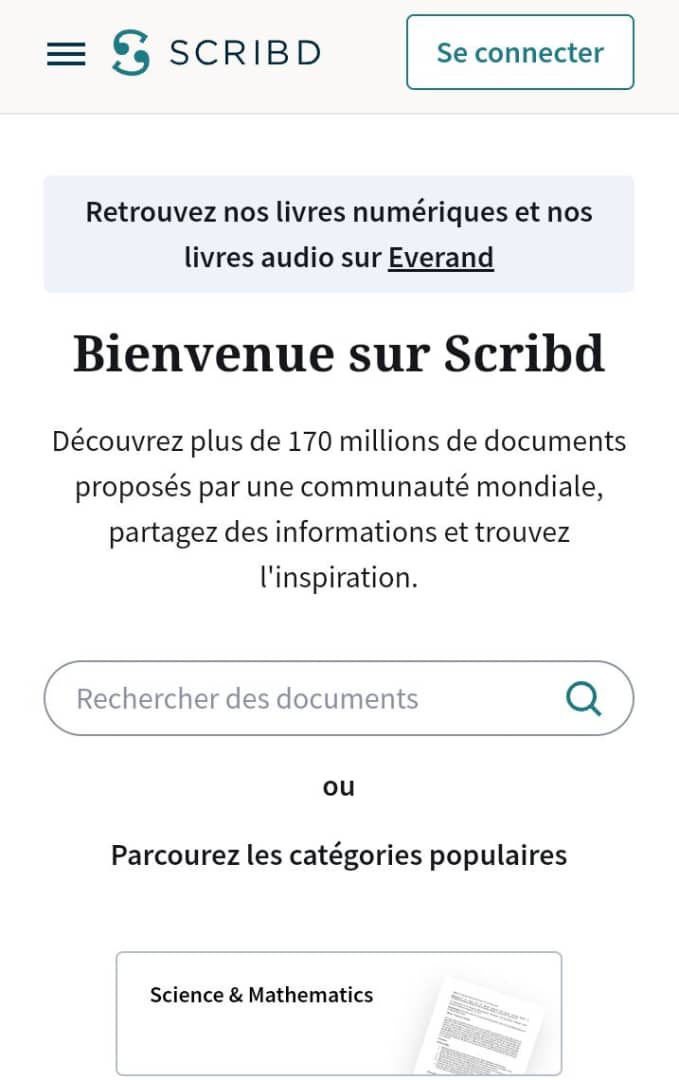 SCRIBD
Se connecter
Retrouvez nos livres numériques et nos
livres audio sur Everand
Bienvenue sur Scribd
Découvrez plus de 170 millions de documents
proposés par une communauté mondiale,
partagez des informations et trouvez
l'inspiration.
Rechercher des documents
ou
Parcourez les catégories populaires
Science & Mathematics